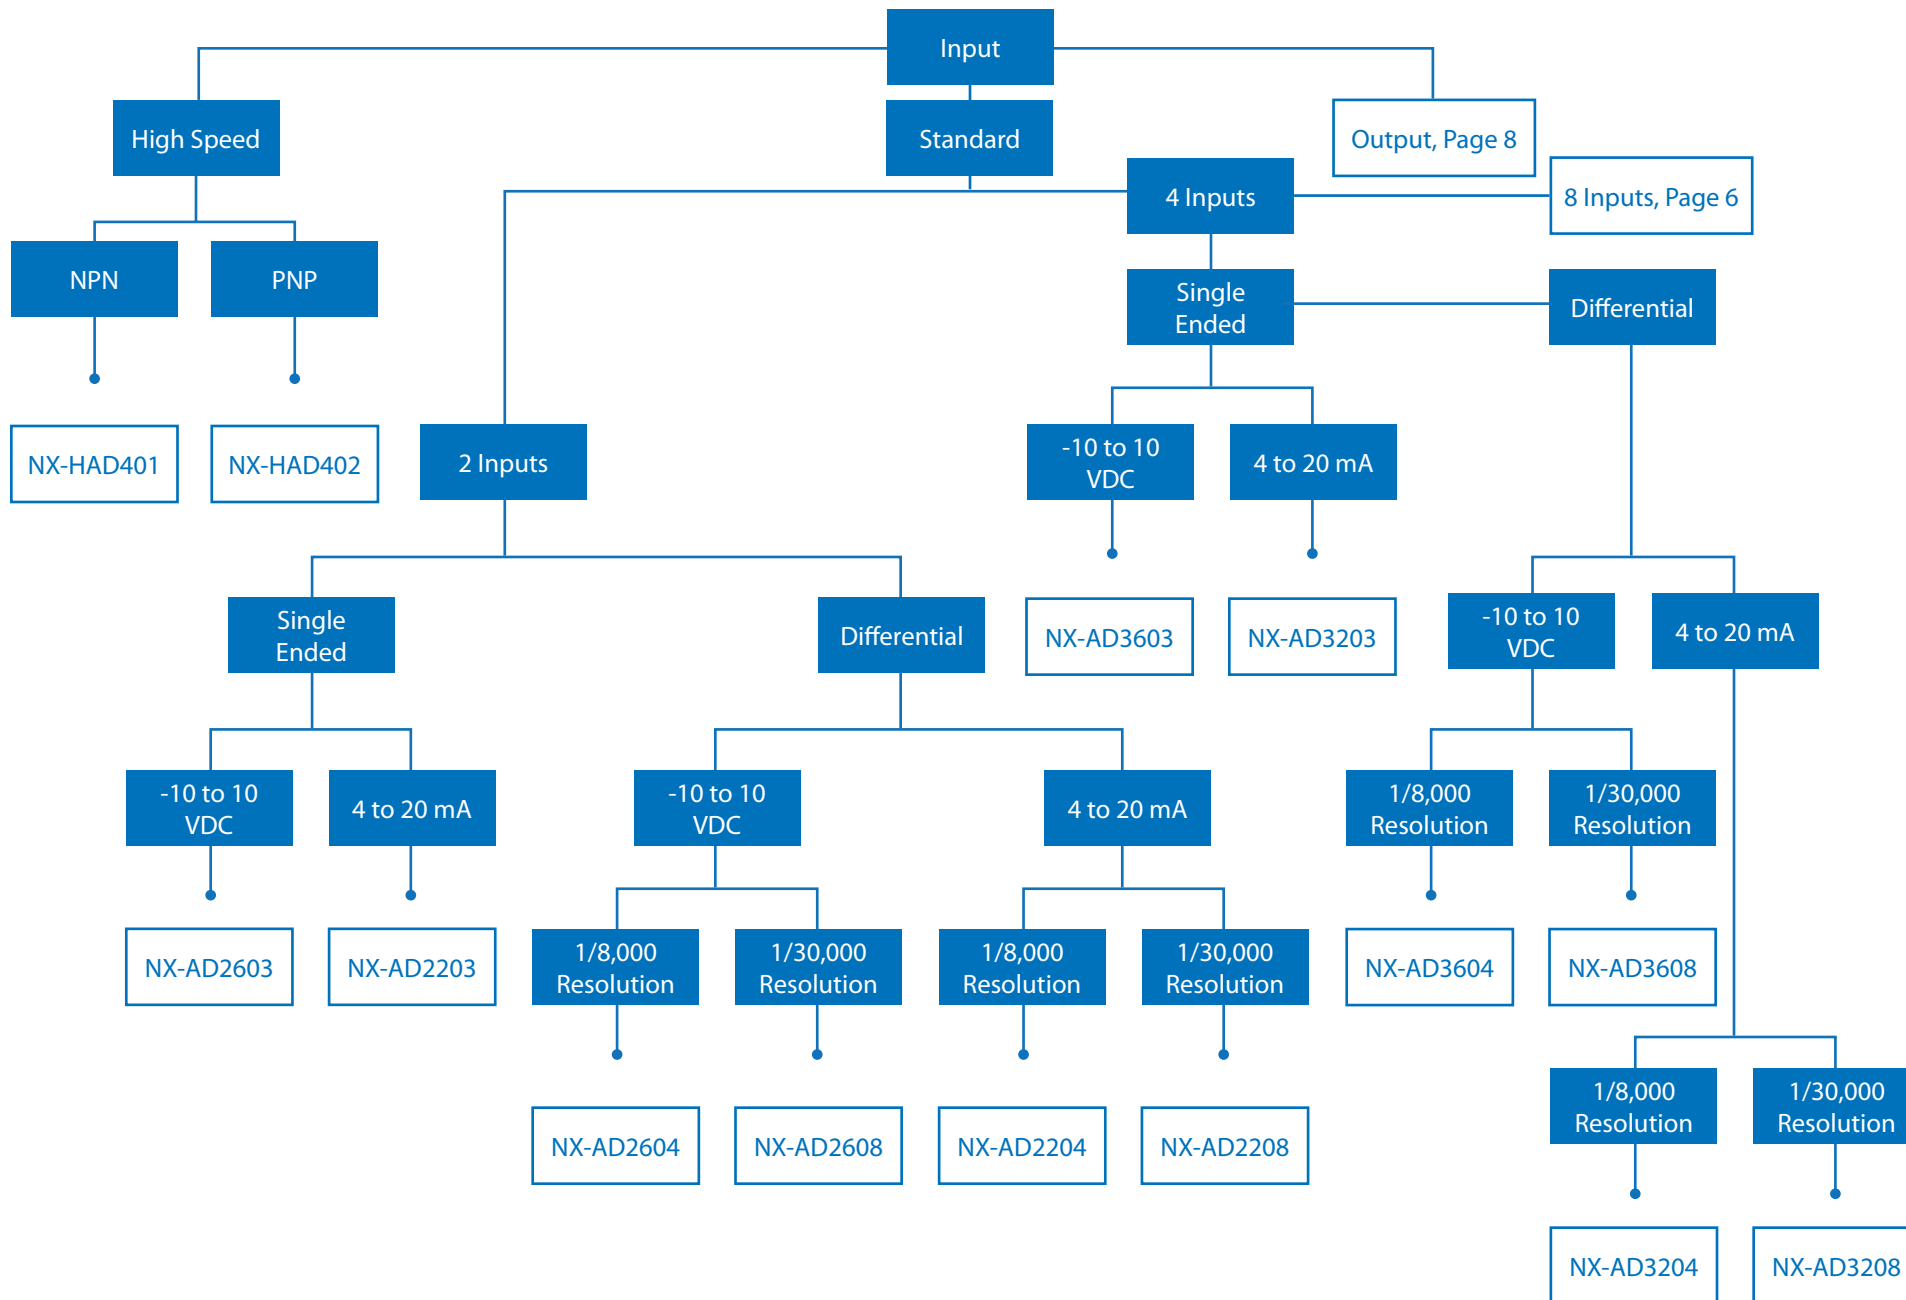 Input
High Speed
Standard
Output, Page 8
4 Inputs
8 Inputs, Page 6
NPN
PNP
Single
Ended
Differential
NX-HAD401
NX-HAD402
2 Inputs
-10 to 10
VDC
4 to 20 mA
Single
Ended
Differential
NX-AD3603
NX-AD3203
-10 to 10
VDC
4 to 20 mA
-10 to 10
VDC
4 to 20 mA
-10 to 10
VDC
4 to 20 mA
1/8,000
Resolution
1/30,000
Resolution
NX-AD2603
NX-AD2203
1/8,000
Resolution
1/30,000
Resolution
1/8,000
Resolution
1/30,000
Resolution
NX-AD3604
NX-AD3608
NX-AD2604
NX-AD2608
NX-AD2204
NX-AD2208
1/8,000
Resolution
1/30,000
Resolution
NX-AD3204
NX-AD3208